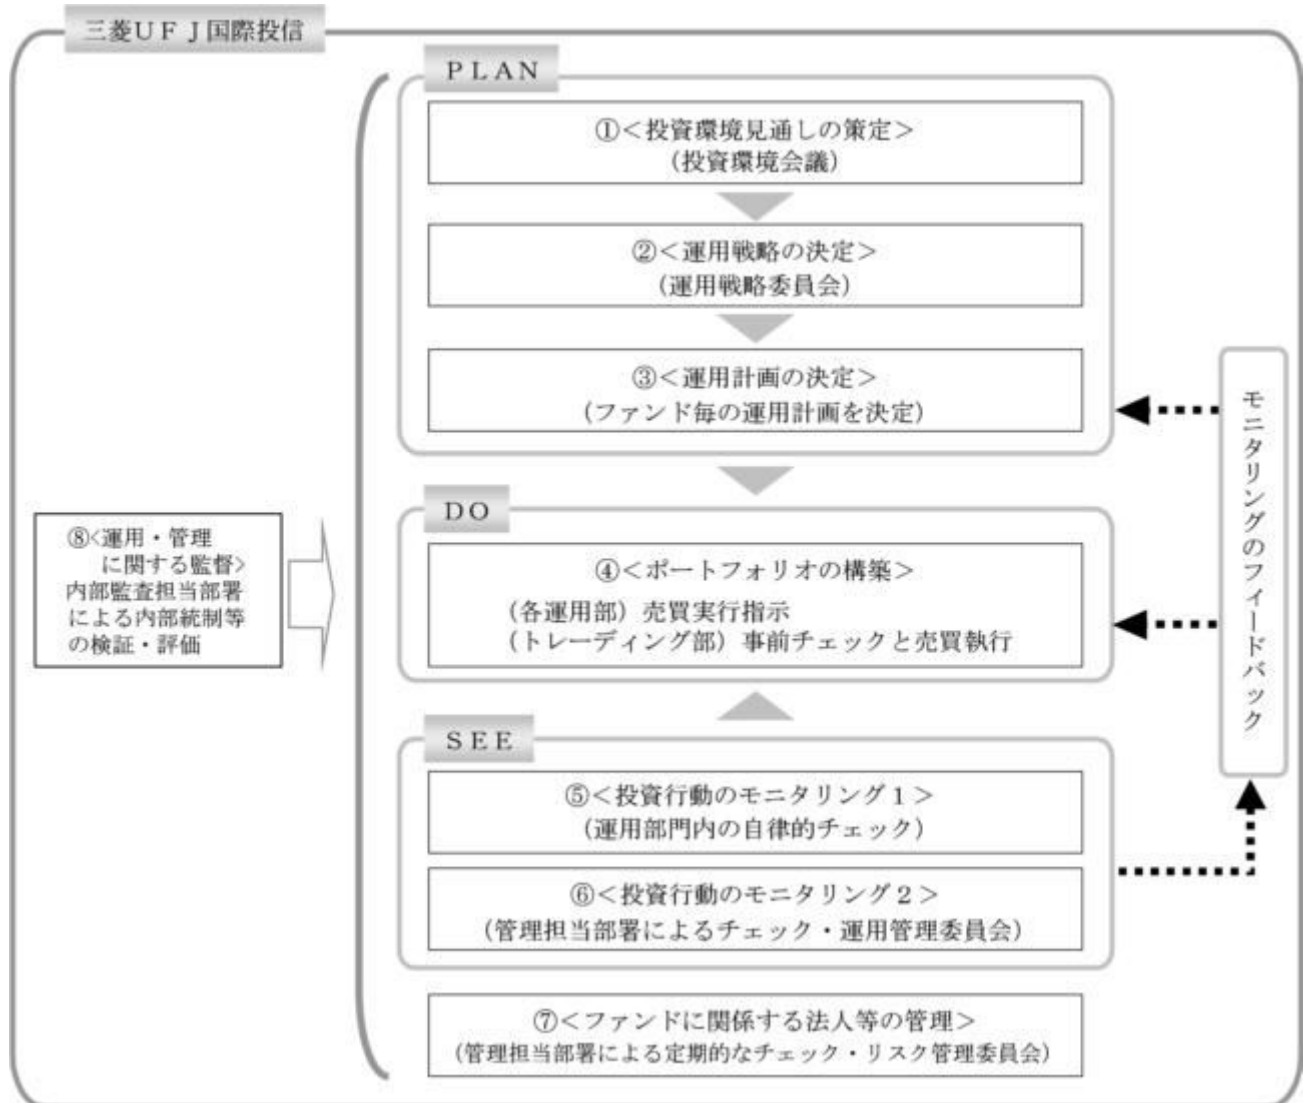 三菱ＵＦＪ国際投信
ＰＬＡＮ
①＜投資環境見通しの策定＞
（投資環境会議）
②＜運用戦略の決定＞
（運用戦略委員会）
③＜運用計画の決定＞
（ファンド毎の運用計画を決定）
ＤＯ
④＜ポートフォリオの構築＞
（各運用部）売買実行指示
（トレーディング部）事前チェックと売買執行
ＳＥＥ
⑤＜投資行動のモニタリング１＞
（運用部門内の自律的チェック）
⑥＜投資行動のモニタリング２＞
（管理担当部署によるチェック・運用管理委員会）
⑦＜ファンドに関係する法人等の管理＞
（管理担当部署による定期的なチェック・リスク管理委員会）
⑧<運用・管理
に関する監督>
内部監査担当部署
による内部統制等
の検証・評価
モニタリングのフィードバック